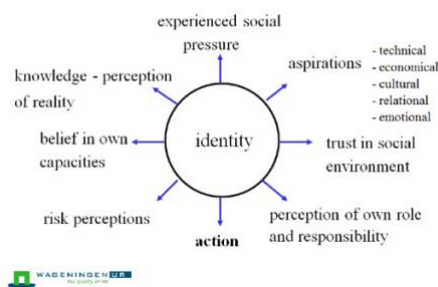 experienced social
pressure
aspirations
- technical
- economical
- cultural
- relational
- emotional
knowledge - perception
of reality
identity
belief in own
capacities
trust in social
environment
risk perceptions
action
perception of own role
and responsibility
WAGENINGEN UR
For quality of life